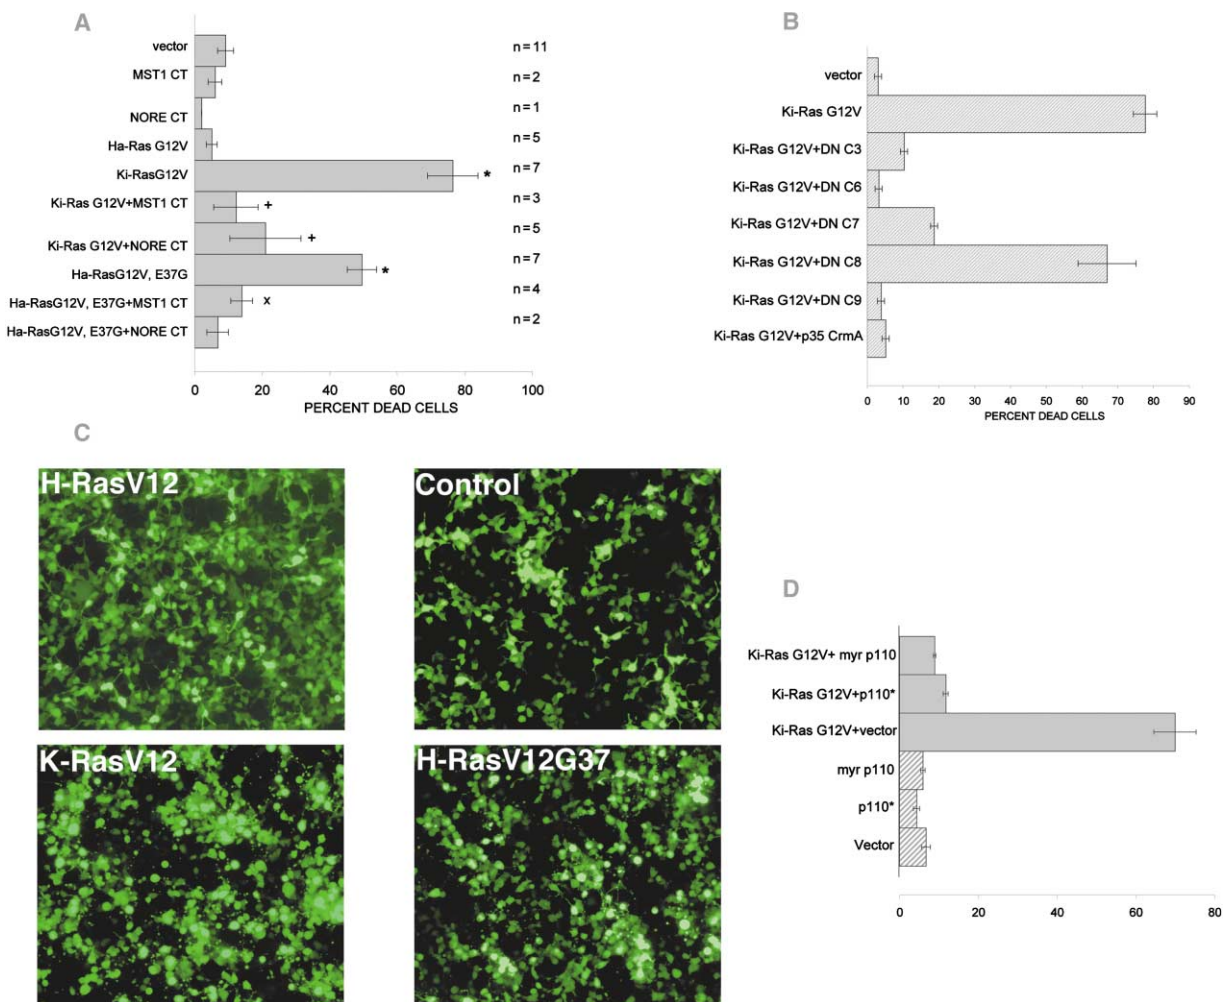 A
vector n=11
MST1 CT n=2
NORE CT n=1
Ha-Ras G12V n=5
Ki-RasG12V * n=7
Ki-Ras G12V+MST1 CT + n=3
Ki-Ras G12V+NORE CT + n=5
Ha-RasG12V, E37G * n=7
Ha-RasG12V, E37G+MST1 CT x n=4
Ha-RasG12V, E37G+NORE CT n=2
0 20 40 60 80 100
PERCENT DEAD CELLS
B
vector
Ki-Ras G12V
Ki-Ras G12V+DN C3
Ki-Ras G12V+DN C6
Ki-Ras G12V+DN C7
Ki-Ras G12V+DN C8
Ki-Ras G12V+DN C9
Ki-Ras G12V+p35 CrmA
0 10 20 30 40 50 60 70 80 90
PERCENT DEAD CELLS
C
H-RasV12
Control
K-RasV12
H-RasV12G37
D
Ki-Ras G12V+ myr p110
Ki-Ras G12V+p110*
Ki-Ras G12V+vector
myr p110
p110*
Vector
0 20 40 60 80